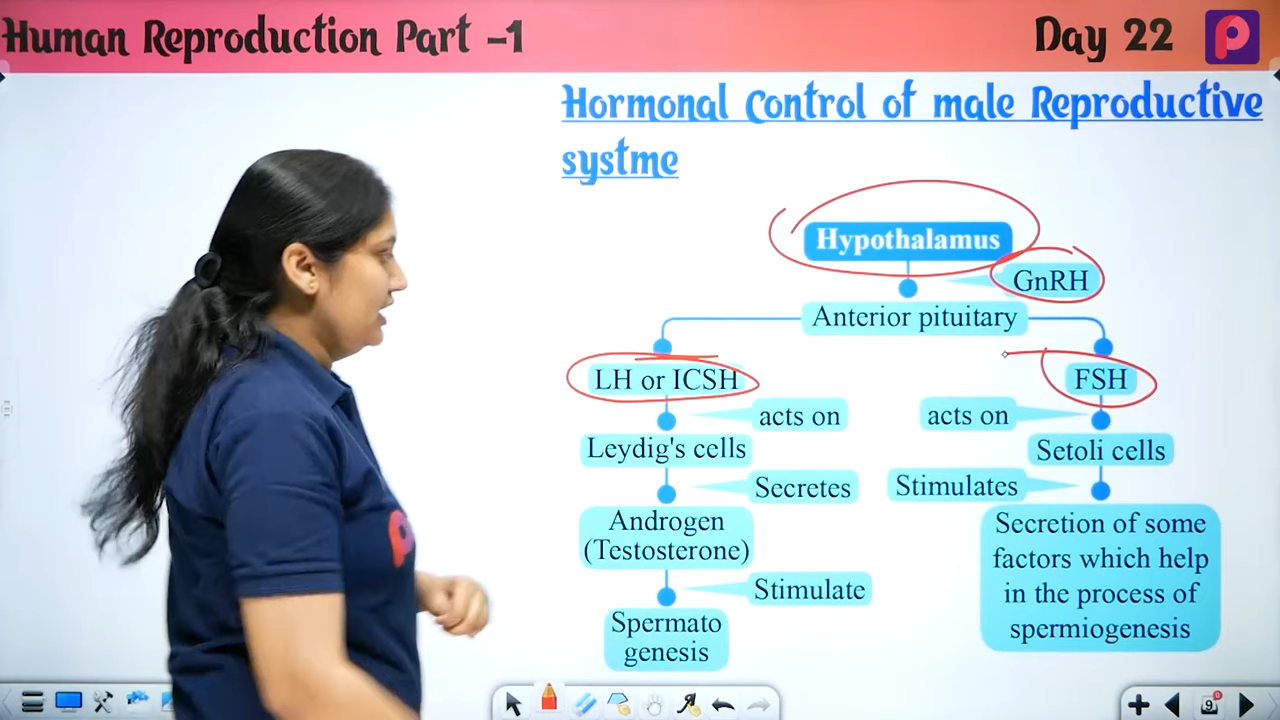 Human Reproduction Part -1
Day 22
Hormonal Control of male Reproductive
systme
Hypothalamus
GnRH
Anterior pituitary
LH or ICSH
FSH
acts on
acts on
Leydig's cells
Setoli cells
Secretes
Stimulates
Androgen
(Testosterone)
Secretion of some
factors which help
in the process of
spermiogenesis
Stimulate
Spermato
genesis
9